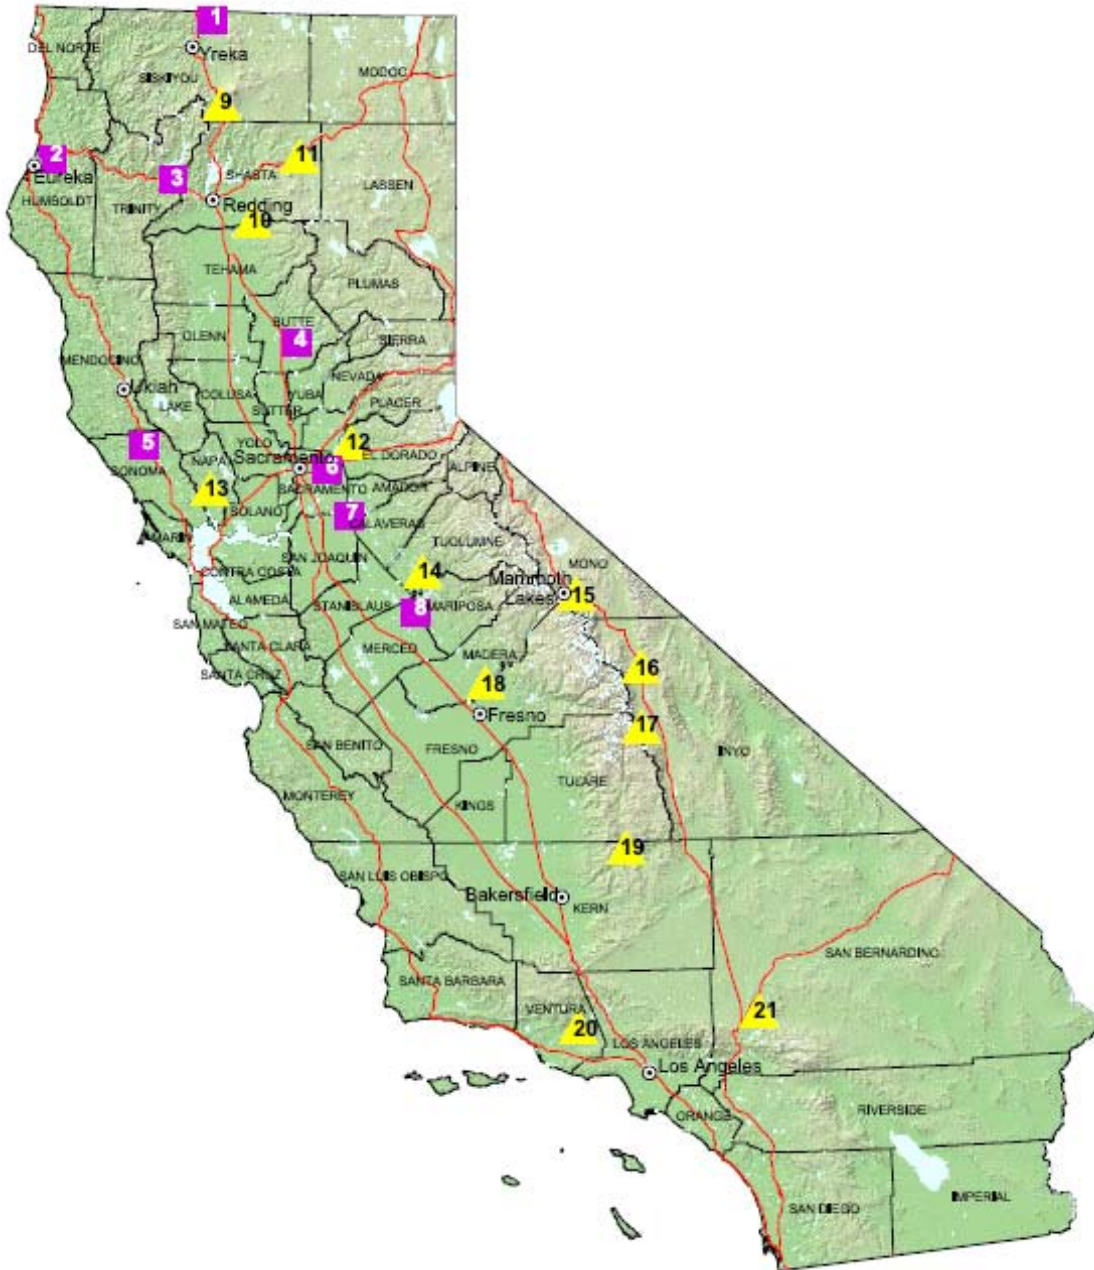 1
DEL NORTE
Yreka
SISKIYOU
MODOC
9
2
Eureka
11
3
SHASTA
LASSEN
HUMBOLDT
TRINITY
Redding
10
TEHAMA
PLUMAS
BUTTE
GLENN
4
SIERRA
MENDOCINO
NEVADA
Ukiah
COLUSA
YUBA
LAKE
PLACER
SUTTER
5
YOLO
12
NAPA
Sacramento
EL DORADO
SONOMA
6
ALPINE
13
SACRAMENTO
AMADOR
SOLANO
7
CALAVERAS
MARIN
TUOLUMNE
SAN JOAQUIN
MONO
CONTRA COSTA
14
Mammoth
Lakes
15
ALAMEDA
STANISLAUS
8
MARIPOSA
SAN MATEO
SANTA CLARA
MERCED
MADERA
16
SANTA CRUZ
18
Fresno
17
SAN BENITO
FRESNO
INYO
TULARE
MONTEREY
KINGS
19
SAN LUIS OBISPO
Bakersfield
KERN
SAN BERNARDINO
SANTA BARBARA
VENTURA
21
20
LOS ANGELES
Los Angeles
ORANGE
RIVERSIDE
SAN DIEGO
IMPERIAL